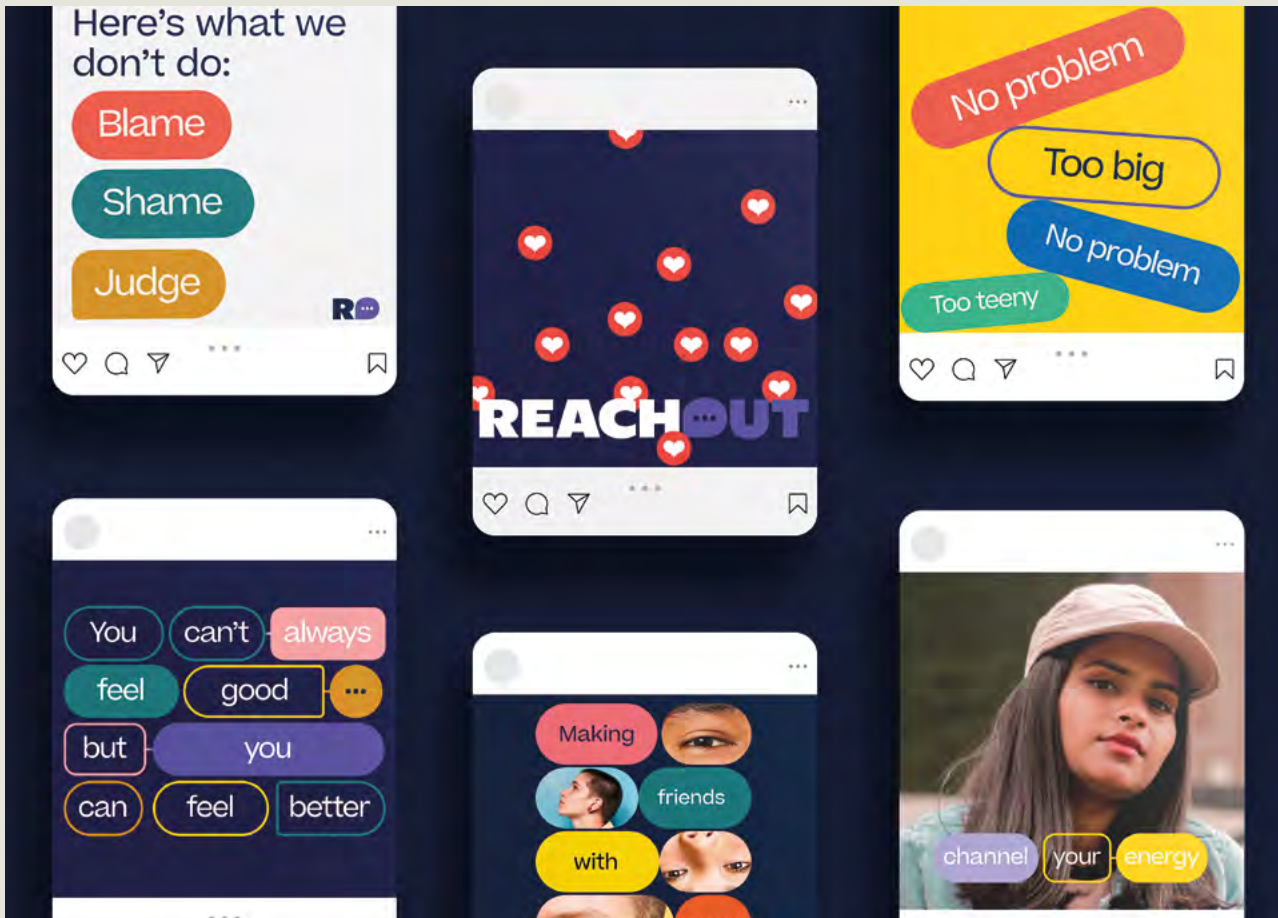 Here's what we
don't do:
Blame
Shame
Judge
RO
REACHOUT
No problem
Too big
No problem
Too teeny
You can't always
feel good
but you
can feel better
Making
friends
with
channel your energy